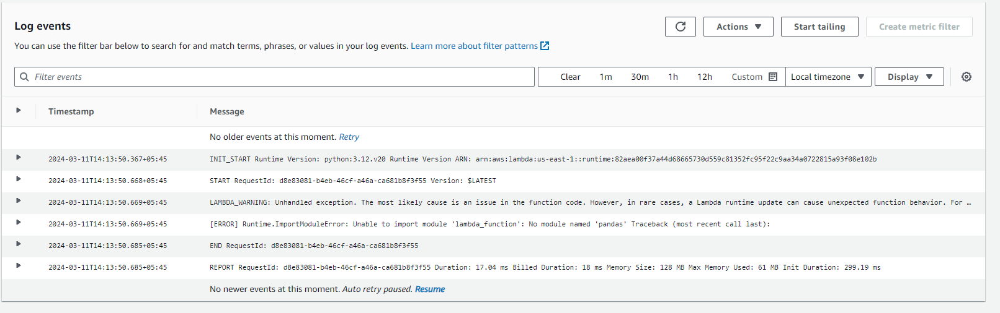 Log events
Actions
Start tailing
Create metric filter
You can use the filter bar below to search for and match terms, phrases, or values in your log events. Learn more about filter patterns
Filter events
Clear 1m 30m 1h 12h Custom Local timezone Display
Timestamp Message
No older events at this moment. Retry
2024-03-11T14:13:50.367+05:45 INIT_START Runtime Version: python:3.12.v20 Runtime Version ARN: arn:aws:lambda:us-east-1::runtime:82aea00f37a44d68665730d559c81352fc95f22c9aa34a0722815a93f08e102b
2024-03-11T14:13:50.668+05:45 START RequestId: d8e83081-b4eb-46cf-a46a-ca681b8f3f55 Version: $LATEST
2024-03-11T14:13:50.669+05:45 LAMBDA_WARNING: Unhandled exception. The most likely cause is an issue in the function code. However, in rare cases, a Lambda runtime update can cause unexpected function behavior. For …
2024-03-11T14:13:50.669+05:45 [ERROR] Runtime.ImportModuleError: Unable to import module 'lambda_function': No module named 'pandas' Traceback (most recent call last):
2024-03-11T14:13:50.685+05:45 END RequestId: d8e83081-b4eb-46cf-a46a-ca681b8f3f55
2024-03-11T14:13:50.685+05:45 REPORT RequestId: d8e83081-b4eb-46cf-a46a-ca681b8f3f55 Duration: 17.04 ms Billed Duration: 18 ms Memory Size: 128 MB Max Memory Used: 61 MB Init Duration: 299.19 ms
No newer events at this moment. Auto retry paused. Resume